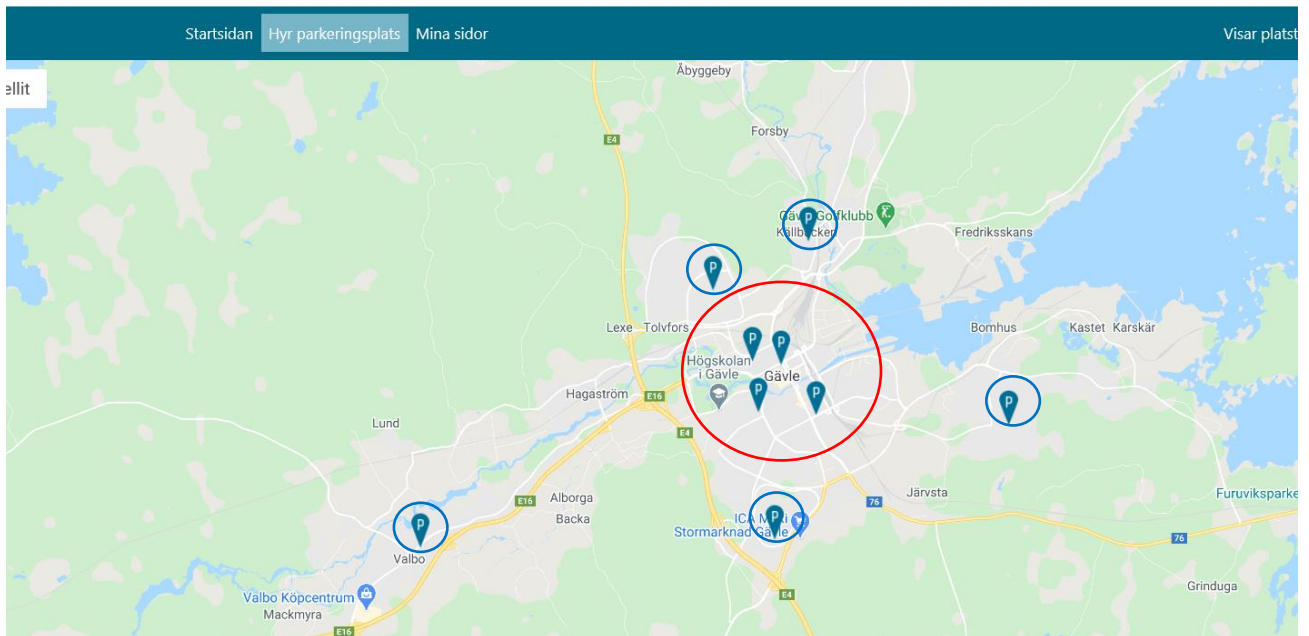 Startsidan Hyr parkeringsplats Mina sidor
Visar platst
ellit
Åbyggeby
Forsby
E4
Gävle Golfklubb
P
Källbäcken
Fredriksskans
P
Lexe Tolvfors
Bomhus
Kastet Karskär
P
P
Högskolan
i Gävle
Gävle
Hagaström
E16
P
P
P
Lund
E4
E16
Alborga
Järvsta
76
Furuviksparke
Backa
P
P
ICA Maxi
Stormarknad Gävle
76
Valbo
Grinduga
Valbo Köpcentrum
E4
Mackmyra
E16